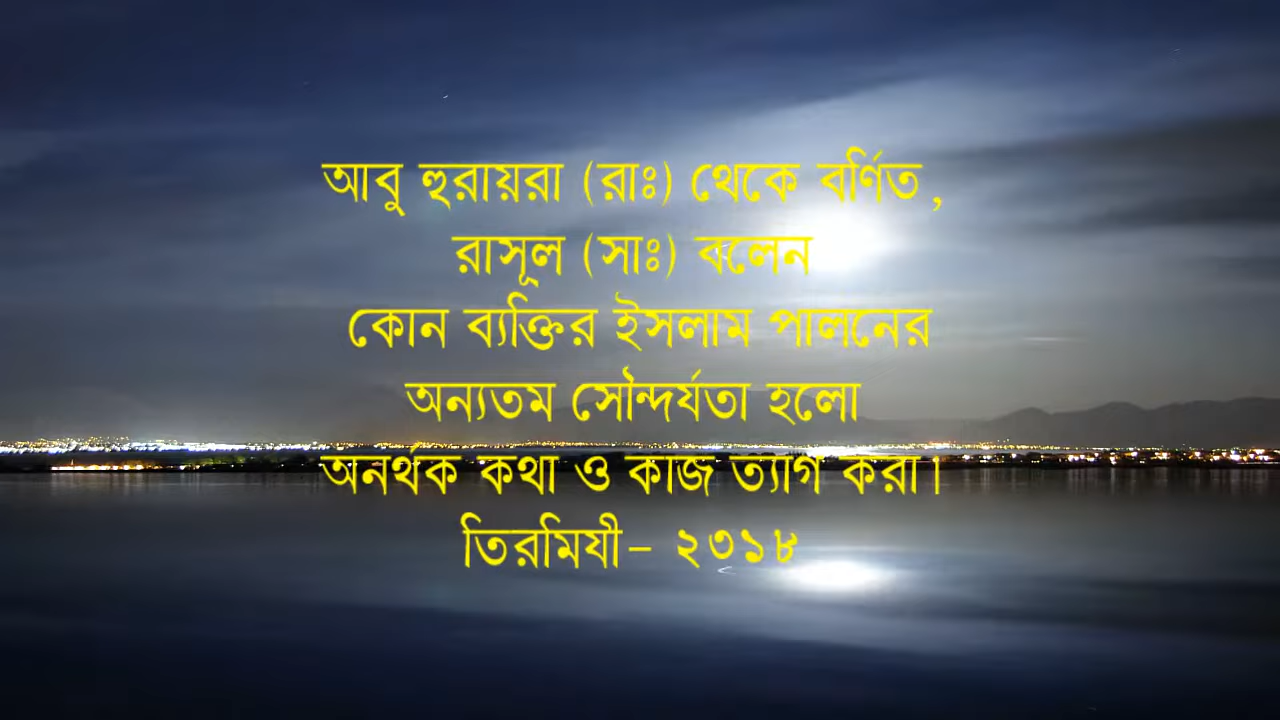 আবু হুরায়রা (রাঃ) থেকে বর্ণিত,
রাসূল (সাঃ) বলেন
কোন ব্যক্তির ইসলাম পালনের
অন্যতম সৌন্দর্যতা হলো
অনর্থক কথা ও কাজ ত্যাগ করা।
তিরমিযী- ২৩১৮